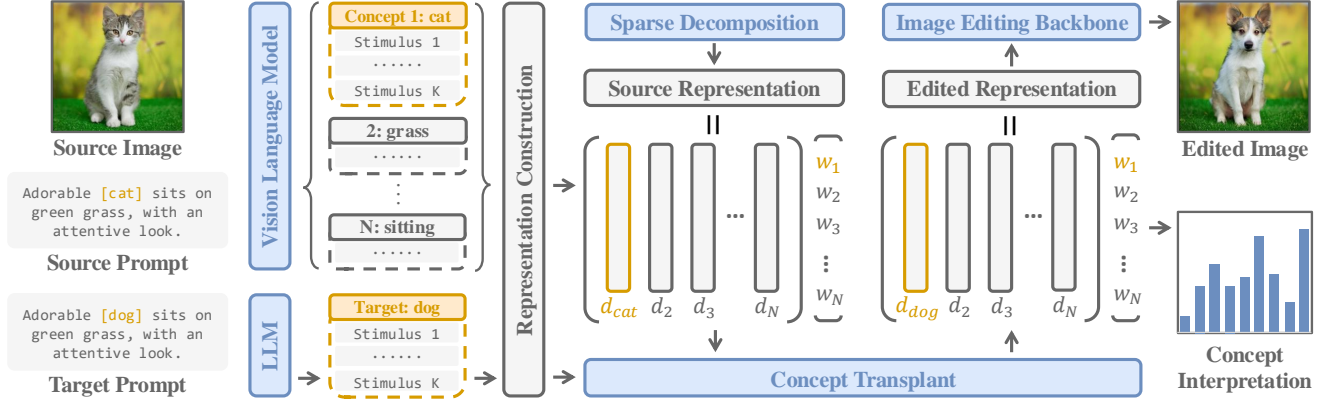 Source Image
Adorable [cat] sits on
green grass, with an
attentive look.
Source Prompt
Adorable [dog] sits on
green grass, with an
attentive look.
Target Prompt
Vision Language Model
LLM
Concept 1: cat
Stimulus 1
......
Stimulus K
2: grass
......
⋮
N: sitting
......
Target: dog
Stimulus 1
......
Stimulus K
Representation Construction
Sparse Decomposition
Source Representation
=
d_cat d_2 d_3 ... d_N
w_1
w_2
w_3
⋮
w_N
Image Editing Backbone
Edited Representation
=
d_dog d_2 d_3 ... d_N
w_1
w_2
w_3
⋮
w_N
Concept Transplant
Edited Image
Concept
Interpretation